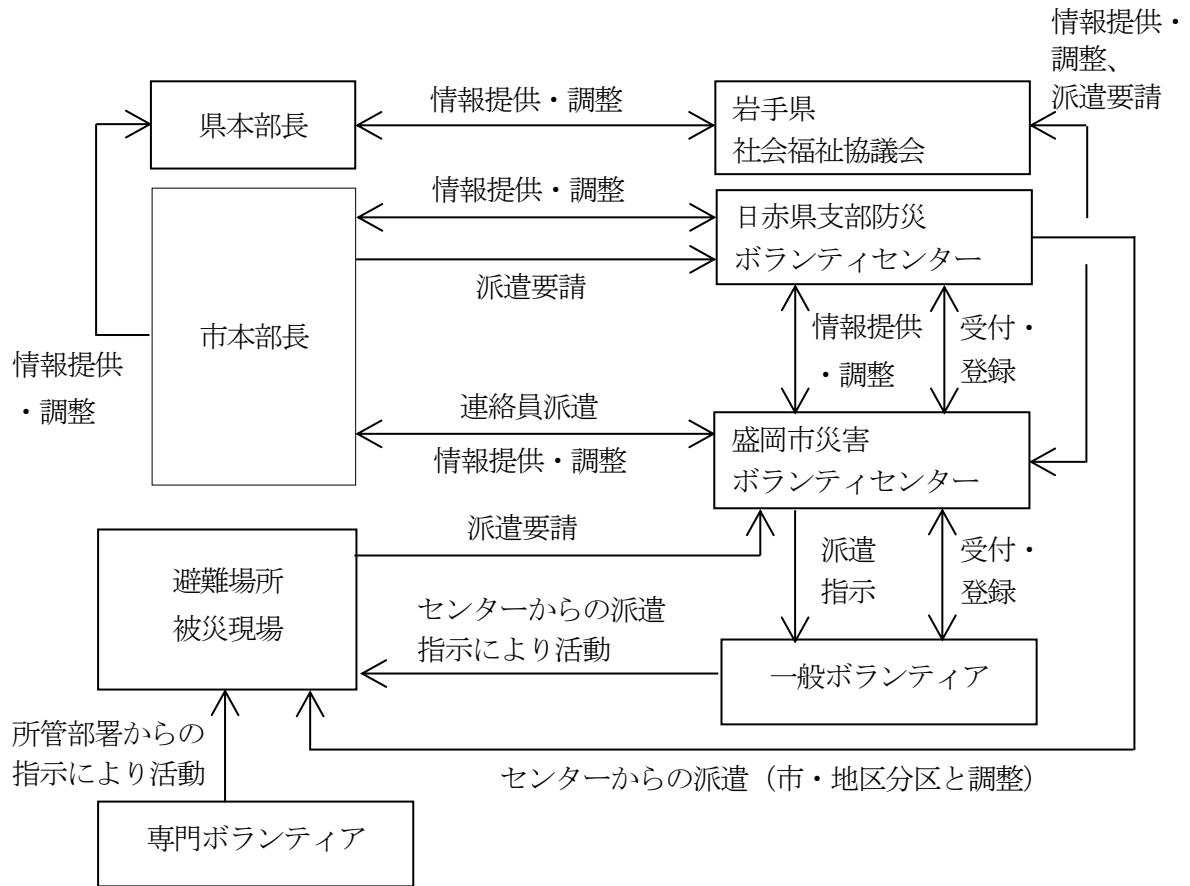 情報提供・
調整、
派遣要請
県本部長
情報提供・調整
岩手県
社会福祉協議会
情報提供・調整
日赤県支部防災
ボランティセンター
派遣要請
市本部長
情報提供
・調整
情報提供
・調整
受付・
登録
連絡員派遣
情報提供・調整
盛岡市災害
ボランティセンター
派遣要請
避難場所
被災現場
派遣
指示
受付・
登録
センターからの派遣
指示により活動
一般ボランティア
所管部署からの
指示により活動
センターからの派遣（市・地区分区と調整）
専門ボランティア